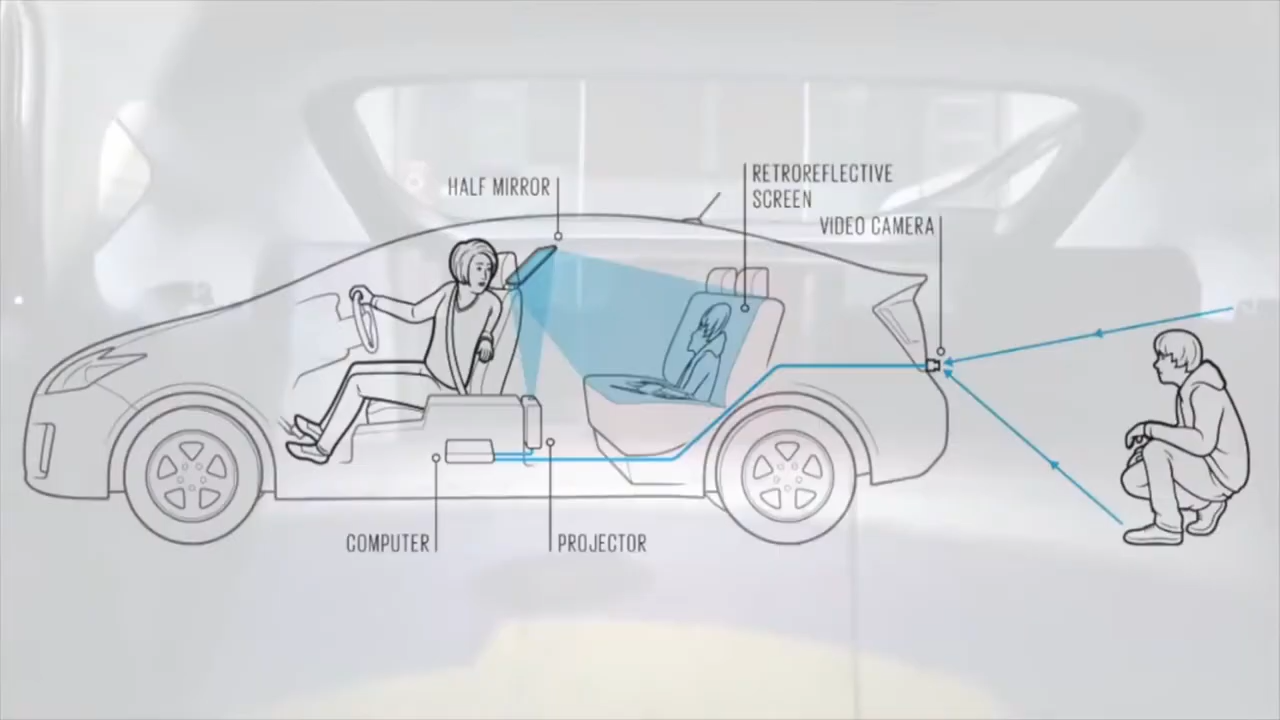 HALF MIRROR
RETROREFLECTIVE
SCREEN
VIDEO CAMERA
COMPUTER
PROJECTOR